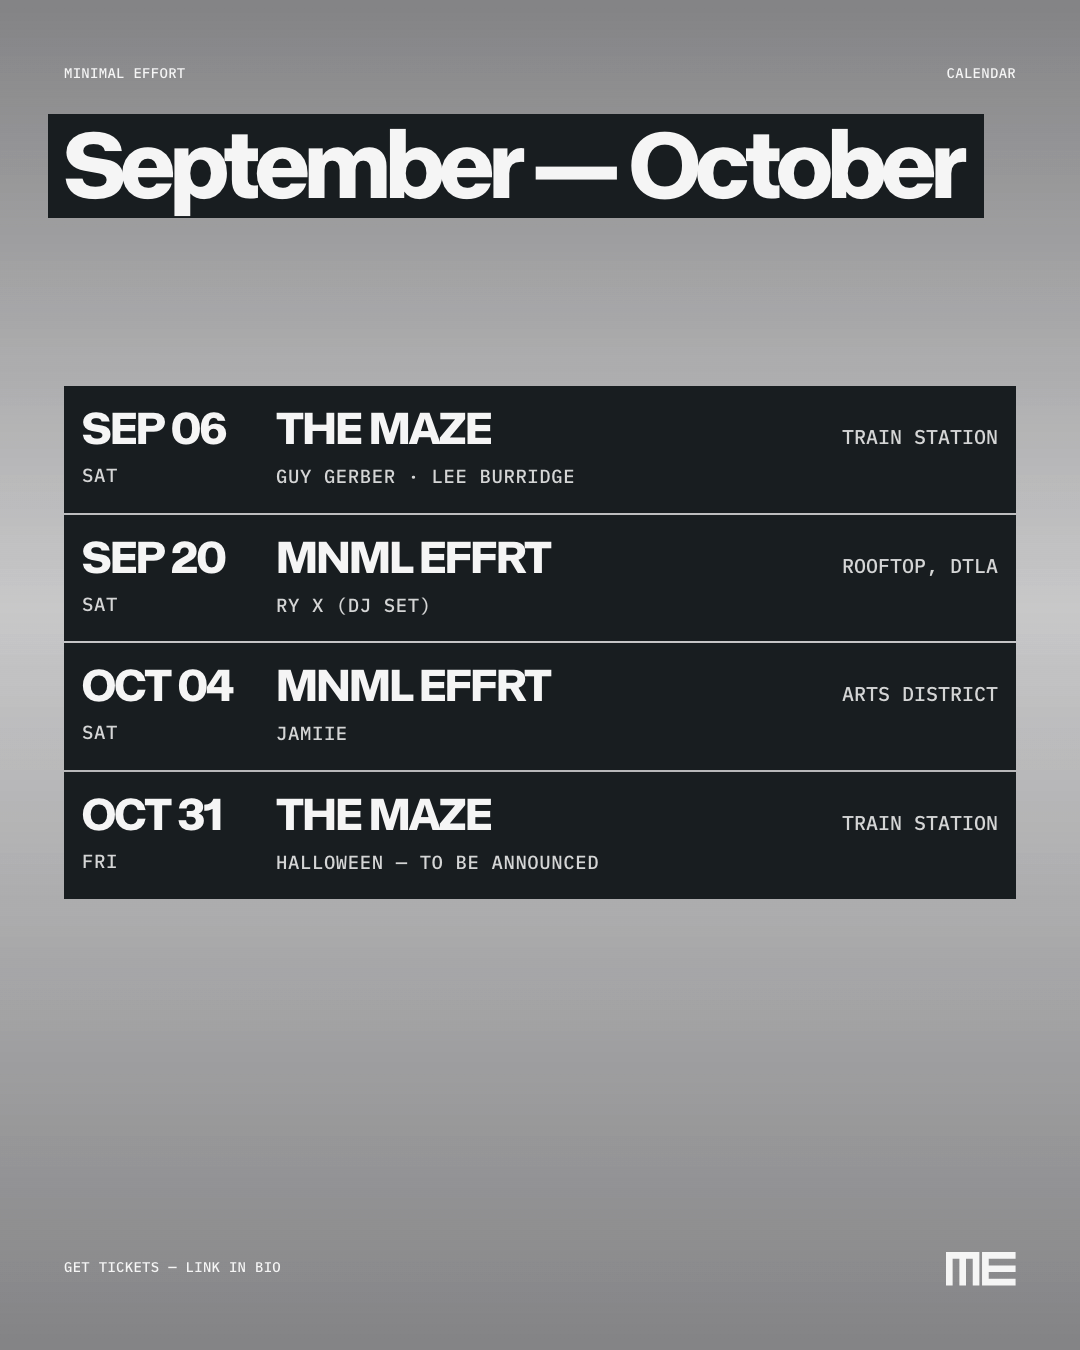 MINIMAL EFFORT
CALENDAR
September — October
SEP 06
THE MAZE
TRAIN STATION
SAT
GUY GERBER · LEE BURRIDGE
SEP 20
MNML EFFRT
ROOFTOP, DTLA
SAT
RY X (DJ SET)
OCT 04
MNML EFFRT
ARTS DISTRICT
SAT
JAMIIE
OCT 31
THE MAZE
TRAIN STATION
FRI
HALLOWEEN — TO BE ANNOUNCED
GET TICKETS — LINK IN BIO
ME